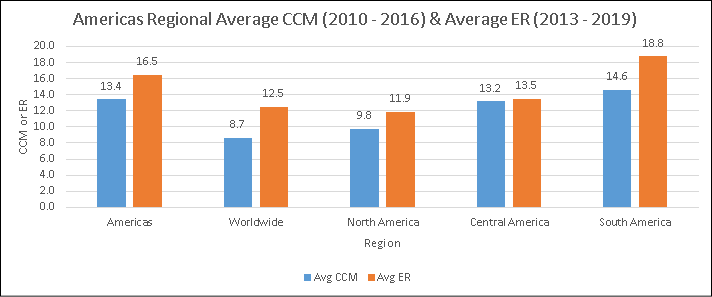 Americas Regional Average CCM (2010 - 2016) & Average ER (2013 - 2019)
20.0
18.0
16.0
14.0
12.0
10.0
8.0
6.0
4.0
2.0
0.0
CCM or ER
13.4
16.5
8.7
12.5
9.8
11.9
13.2
13.5
14.6
18.8
Americas
Worldwide
North America
Central America
South America
Region
Avg CCM
Avg ER